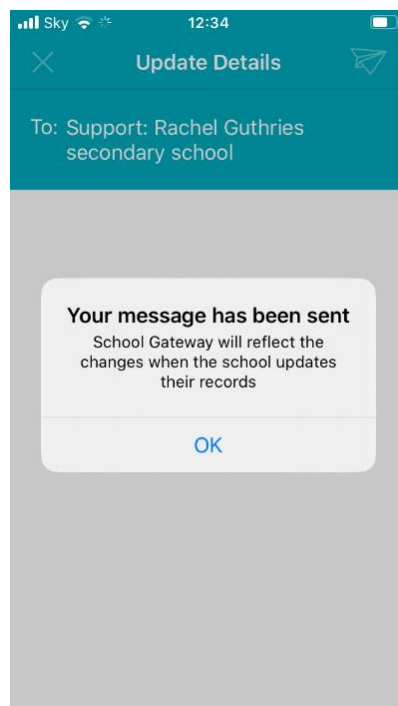 Sky 12:34
Update Details
To: Support: Rachel Guthries
secondary school
Your message has been sent
School Gateway will reflect the
changes when the school updates
their records
OK